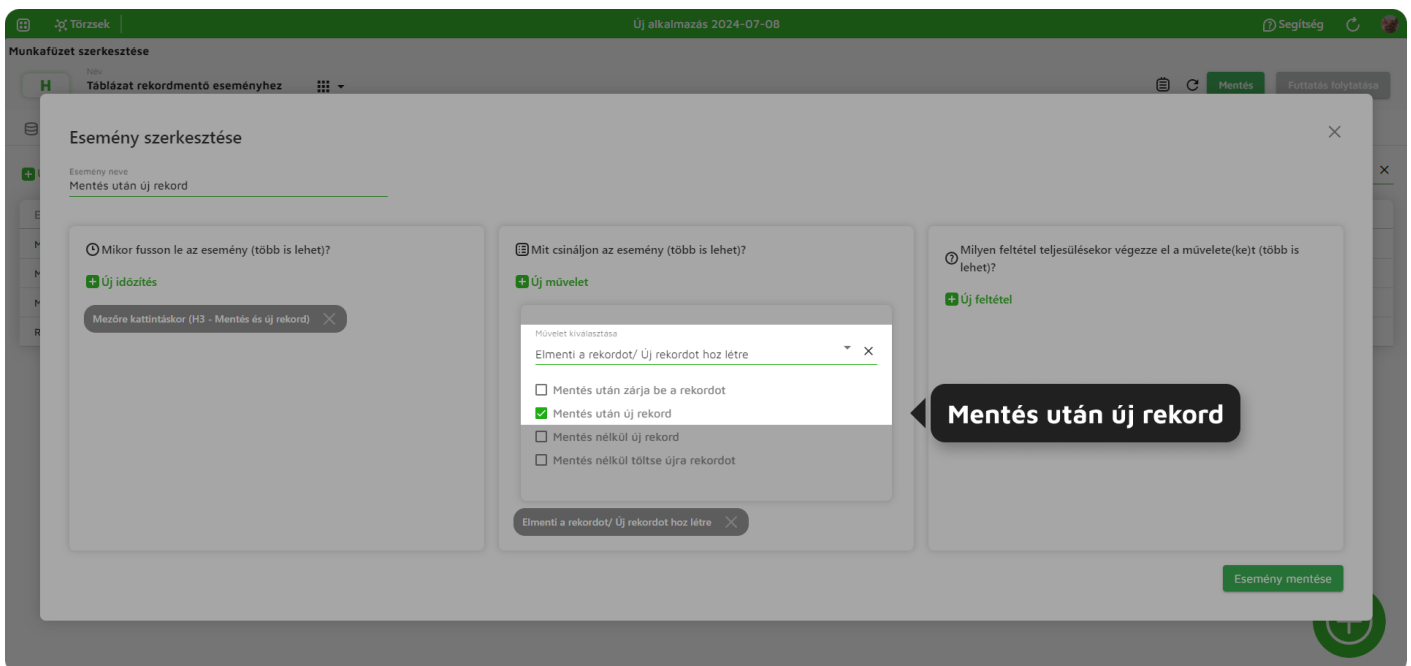 Törzsek
Új alkalmazás 2024-07-08
Segítség
Munkafüzet szerkesztése
H
Név
Táblázat rekordmentő eseményhez
Mentés
Futtatás folytatása
Esemény szerkesztése
Esemény neve
Mentés után új rekord
Mikor fusson le az esemény (több is lehet)?
Új időzítés
Mezőre kattintáskor (H3 - Mentés és új rekord)
Mit csináljon az esemény (több is lehet)?
Új művelet
Művelet kiválasztása
Elmenti a rekordot/ Új rekordot hoz létre
Mentés után zárja be a rekordot
Mentés után új rekord
Mentés nélkül új rekord
Mentés nélkül töltse újra rekordot
Elmenti a rekordot/ Új rekordot hoz létre
Milyen feltétel teljesülésekor végezze el a művelete(ke)t (több is
lehet)?
Új feltétel
Mentés után új rekord
Esemény mentése